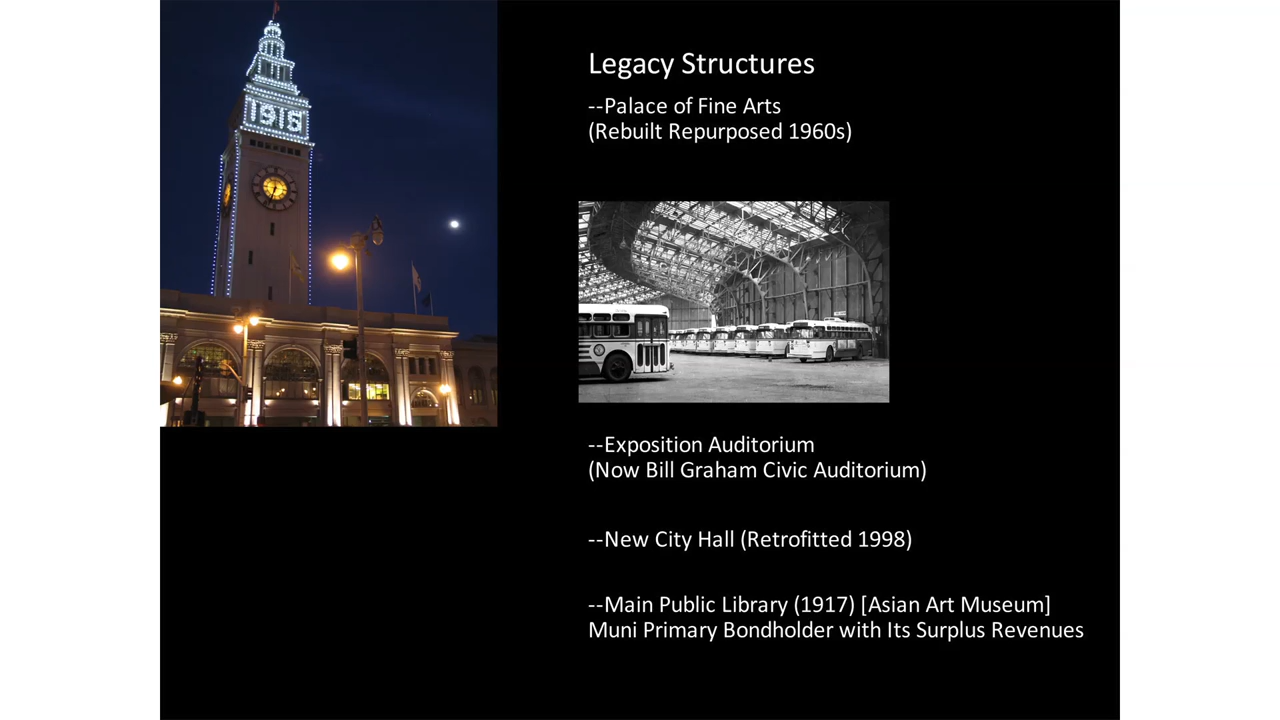 1915
Legacy Structures
--Palace of Fine Arts
(Rebuilt Repurposed 1960s)
--Exposition Auditorium
(Now Bill Graham Civic Auditorium)
--New City Hall (Retrofitted 1998)
--Main Public Library (1917) [Asian Art Museum]
Muni Primary Bondholder with Its Surplus Revenues